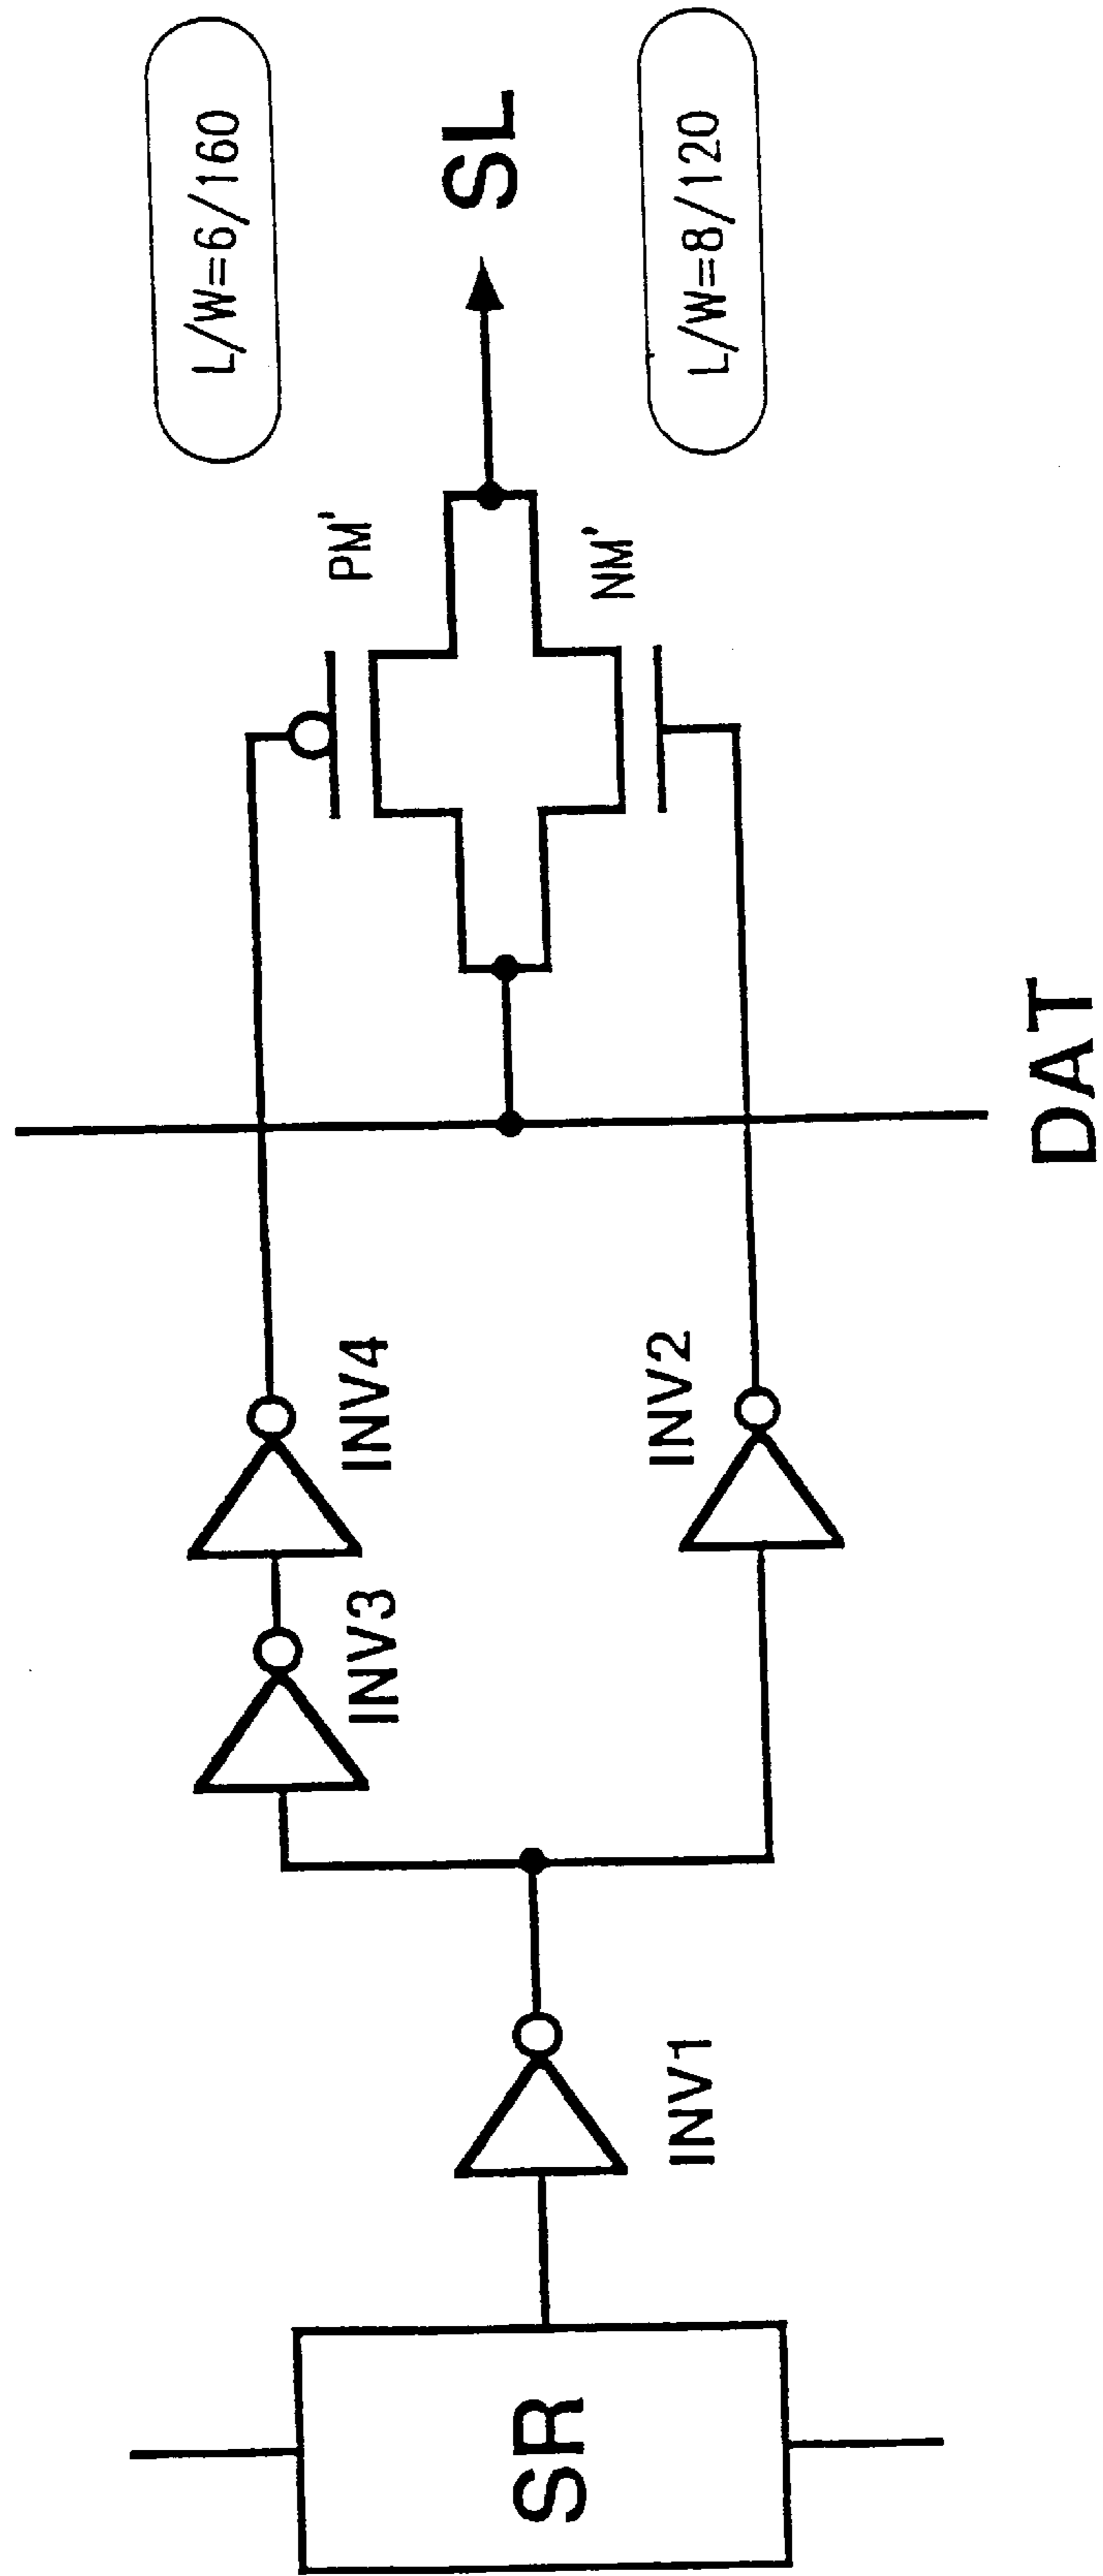 SR
INV1
INV3
INV4
INV2
DAT
PM'
NM'
SL
L/W=6/160
L/W=8/120